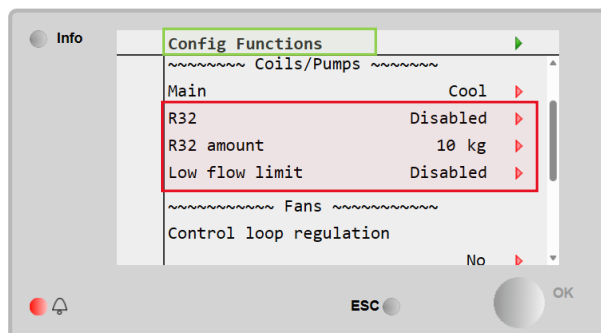 Info
Config Functions
~~~~~~~~ Coils/Pumps ~~~~~~~
Main Cool
R32 Disabled
R32 amount 10 kg
Low flow limit Disabled
~~~~~~~~~~~ Fans ~~~~~~~~~~~
Control loop regulation
No
ESC
OK